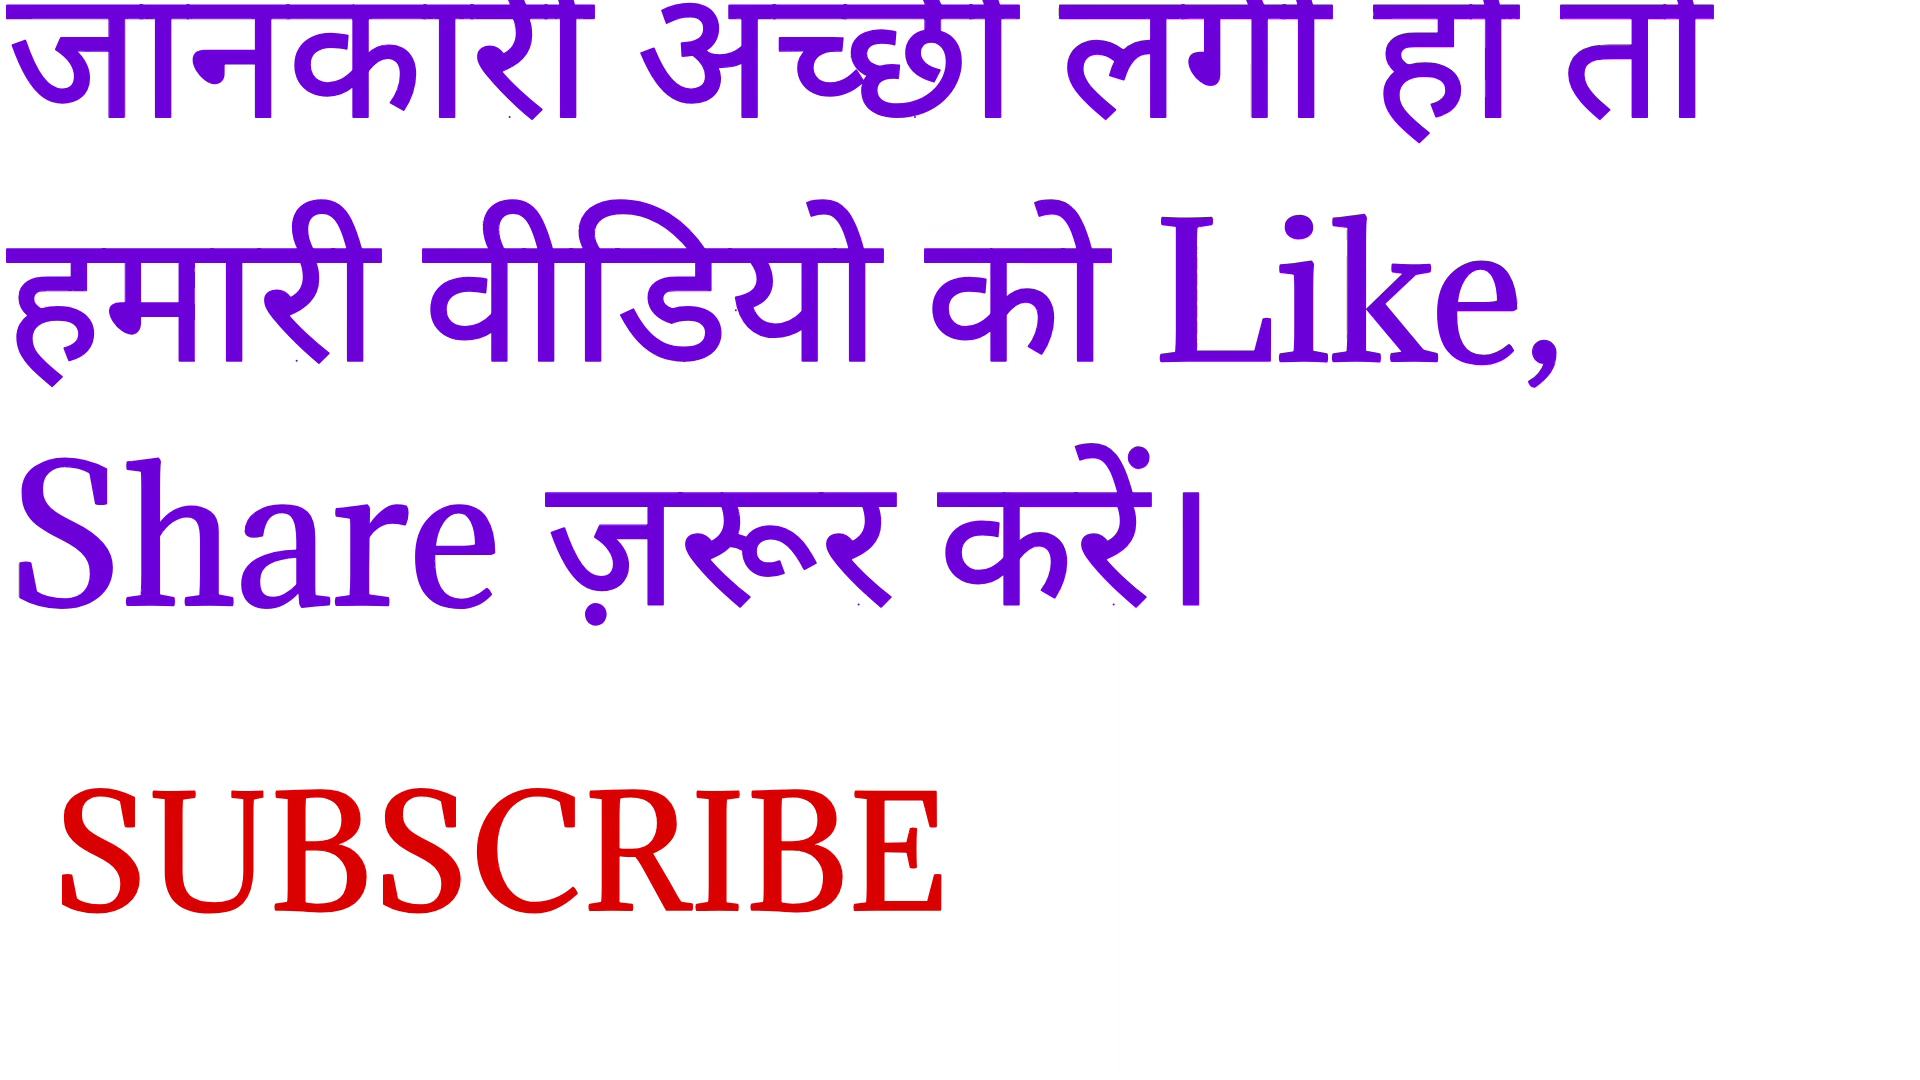 जानकारी अच्छी लगी हो तो
हमारी वीडियो को Like,
Share ज़रूर करें।
SUBSCRIBE